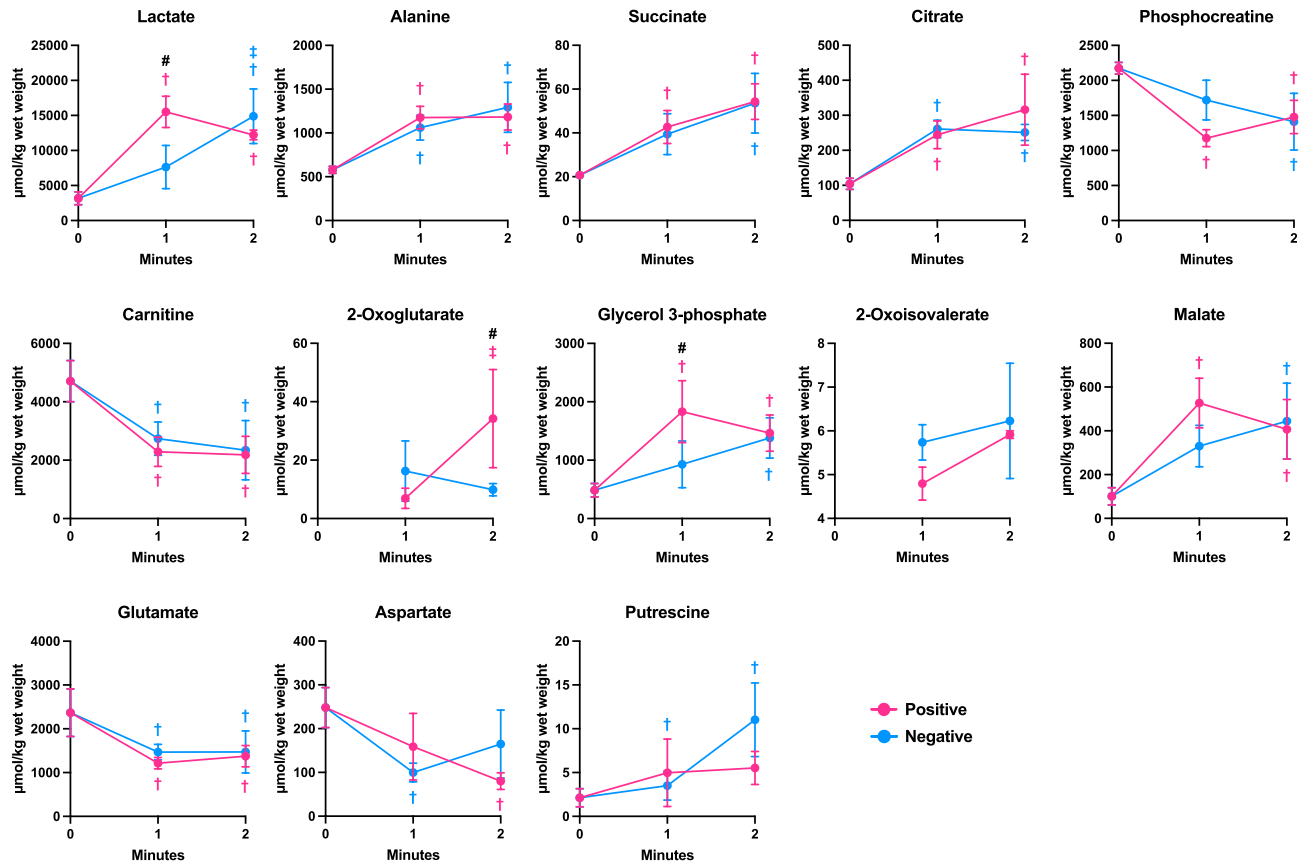 Lactate
μmol/kg wet weight
25000
20000
15000
10000
5000
0
#
†
‡
†
†
0 1 2
Minutes
Alanine
μmol/kg wet weight
2000
1500
1000
500
0
†
†
†
†
0 1 2
Minutes
Succinate
μmol/kg wet weight
80
60
40
20
0
†
†
†
0 1 2
Minutes
Citrate
μmol/kg wet weight
500
400
300
200
100
0
†
†
†
†
0 1 2
Minutes
Phosphocreatine
μmol/kg wet weight
2500
2000
1500
1000
500
0
†
†
†
0 1 2
Minutes
Carnitine
μmol/kg wet weight
6000
4000
2000
0
†
†
†
†
0 1 2
Minutes
2-Oxoglutarate
μmol/kg wet weight
60
40
20
0
#
‡
0 1 2
Minutes
Glycerol 3-phosphate
μmol/kg wet weight
3000
2000
1000
0
#
†
†
†
0 1 2
Minutes
2-Oxoisovalerate
μmol/kg wet weight
8
7
6
5
4
0 1 2
Minutes
Malate
μmol/kg wet weight
800
600
400
200
0
†
†
†
0 1 2
Minutes
Glutamate
μmol/kg wet weight
4000
3000
2000
1000
0
†
†
†
†
0 1 2
Minutes
Aspartate
μmol/kg wet weight
400
300
200
100
0
†
†
0 1 2
Minutes
Putrescine
μmol/kg wet weight
20
15
10
5
0
†
†
0 1 2
Minutes
Positive
Negative